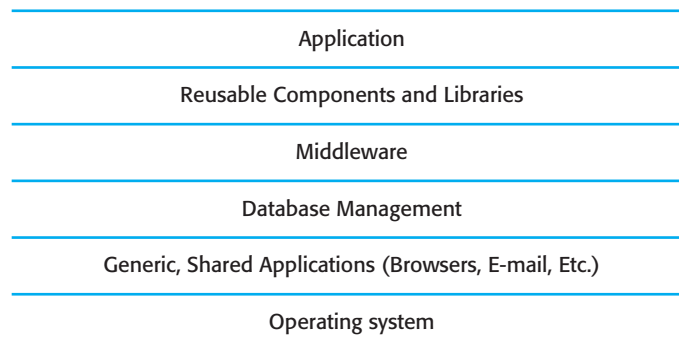 Application
Reusable Components and Libraries
Middleware
Database Management
Generic, Shared Applications (Browsers, E-mail, Etc.)
Operating system